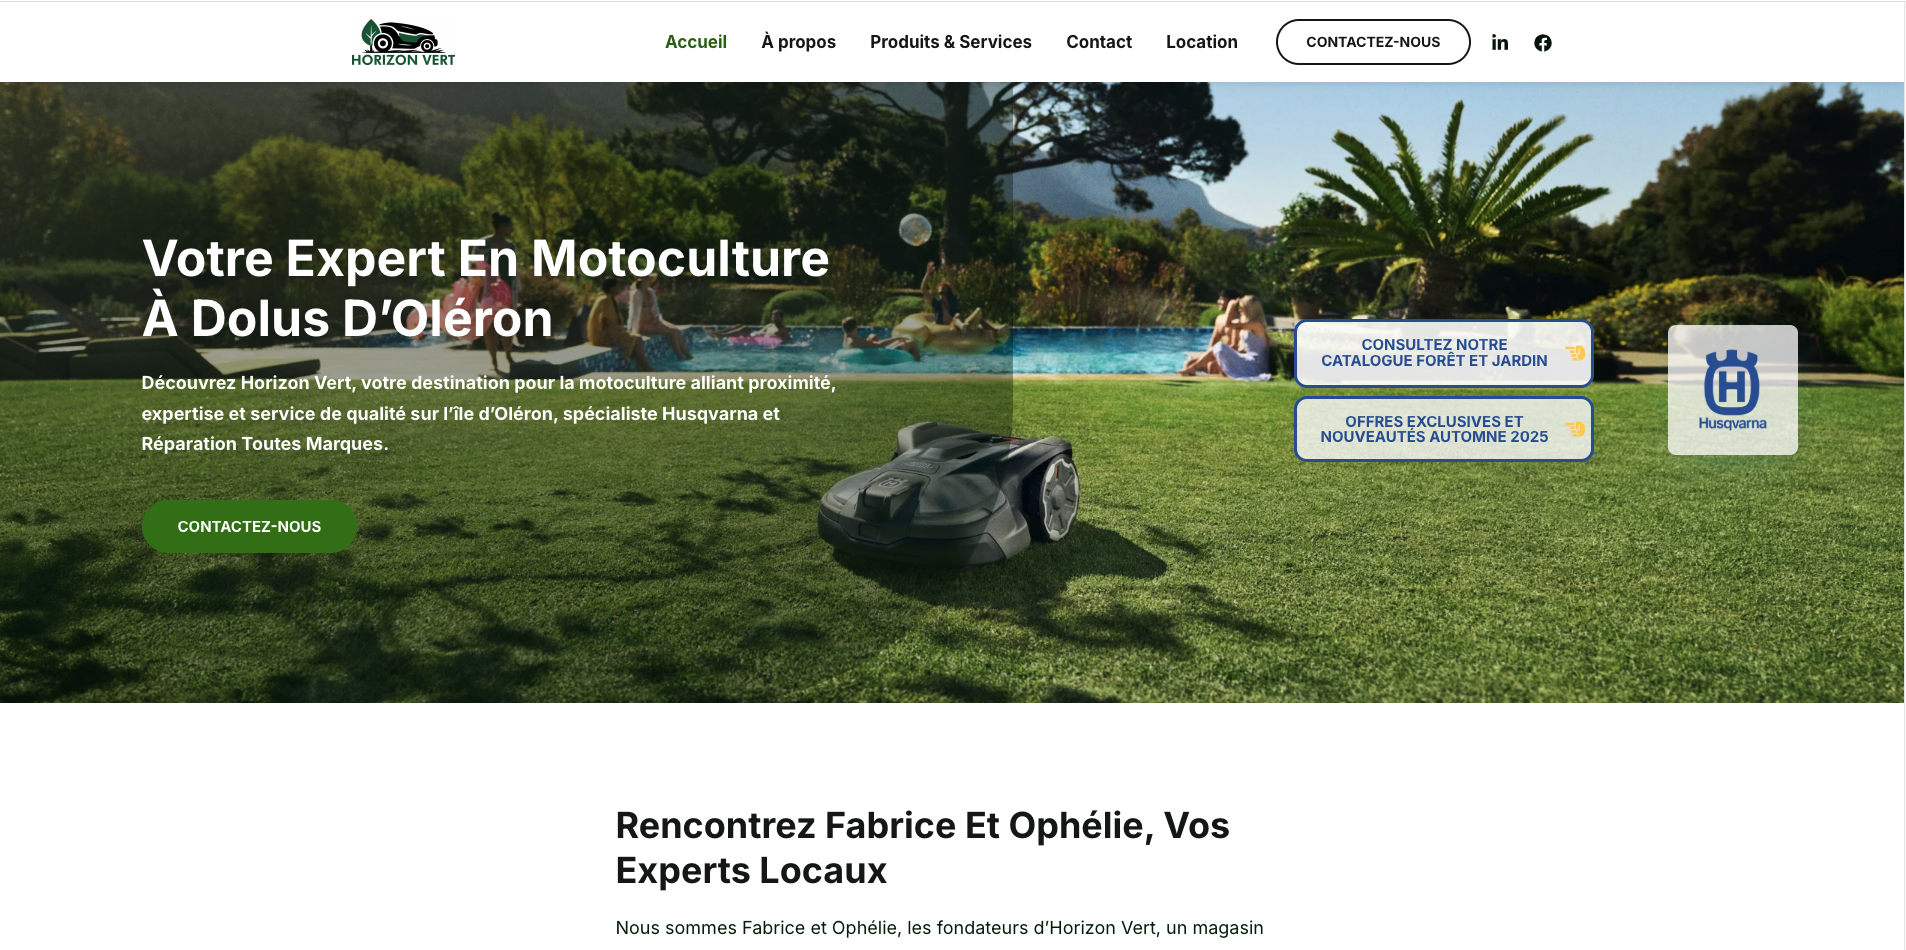 HORIZON VERT
Accueil
À propos
Produits & Services
Contact
Location
CONTACTEZ-NOUS
Votre Expert En Motoculture
À Dolus D’Oléron
Découvrez Horizon Vert, votre destination pour la motoculture alliant proximité,
expertise et service de qualité sur l’île d’Oléron, spécialiste Husqvarna et
Réparation Toutes Marques.
CONTACTEZ-NOUS
CONSULTEZ NOTRE
CATALOGUE FORÊT ET JARDIN
OFFRES EXCLUSIVES ET
NOUVEAUTÉS AUTOMNE 2025
H
Husqvarna
Rencontrez Fabrice Et Ophélie, Vos
Experts Locaux
Nous sommes Fabrice et Ophélie, les fondateurs d’Horizon Vert, un magasin